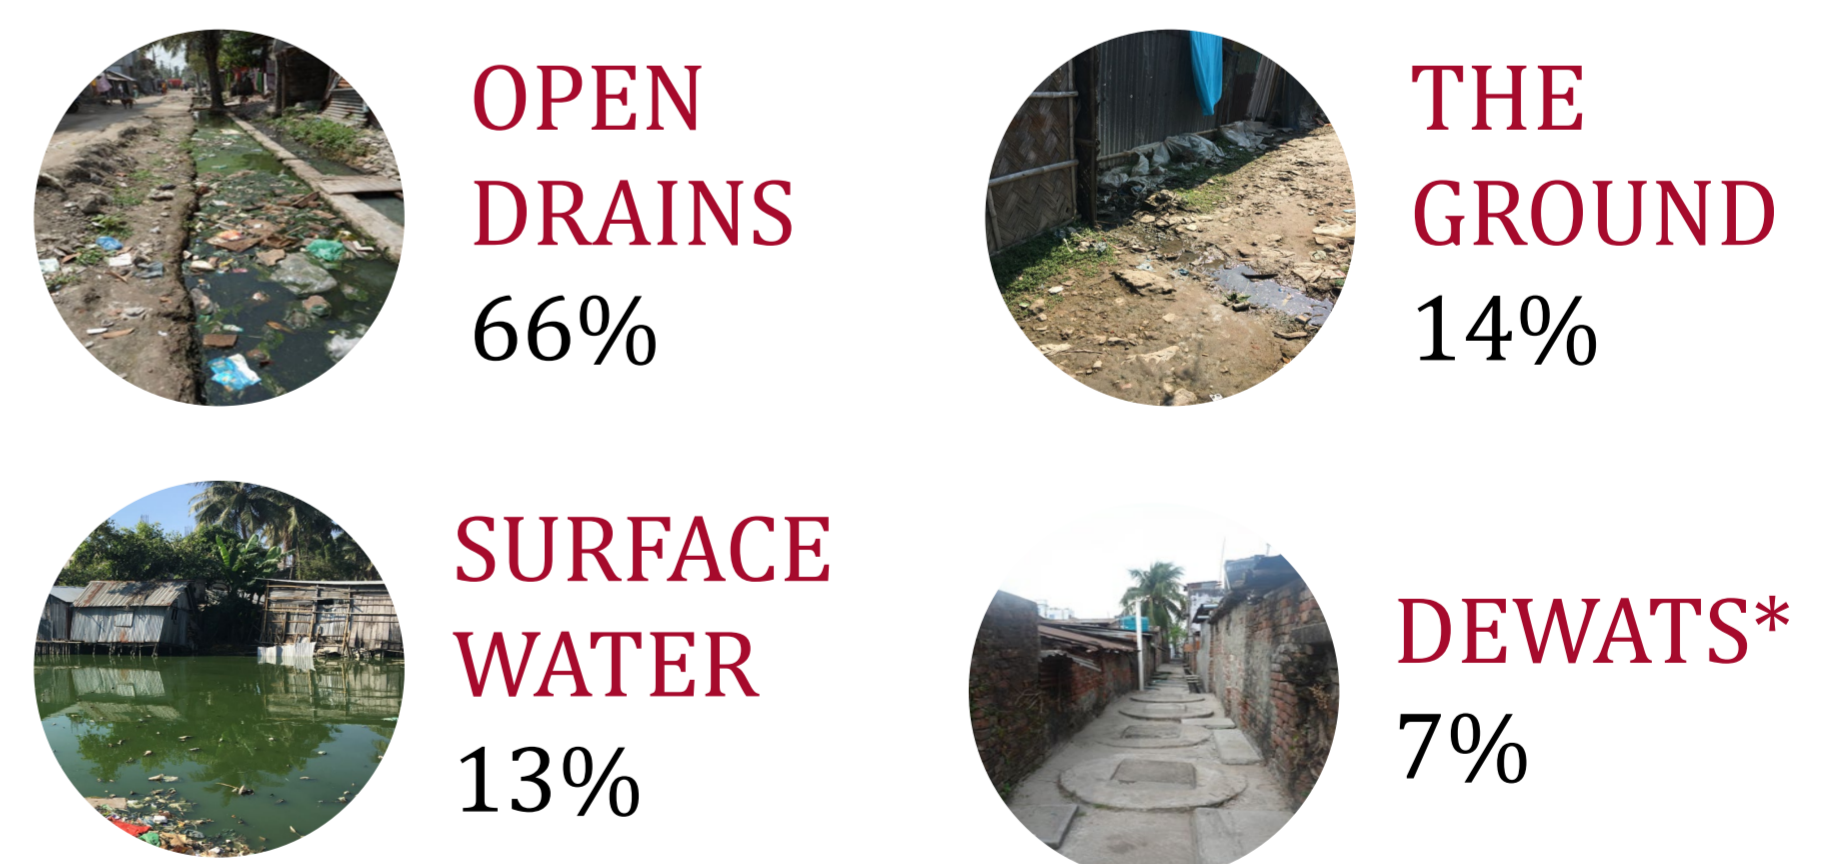 OPEN
DRAINS
66%
THE
GROUND
14%
SURFACE
WATER
13%
DEWATS*
7%